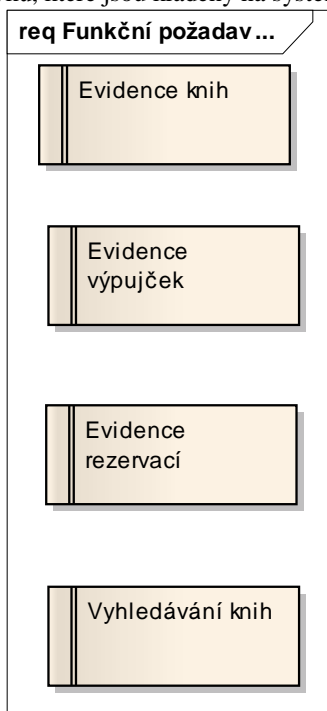 req Funkční požadav...
Evidence knih
Evidence
výpujček
Evidence
rezervací
Vyhledávání knih